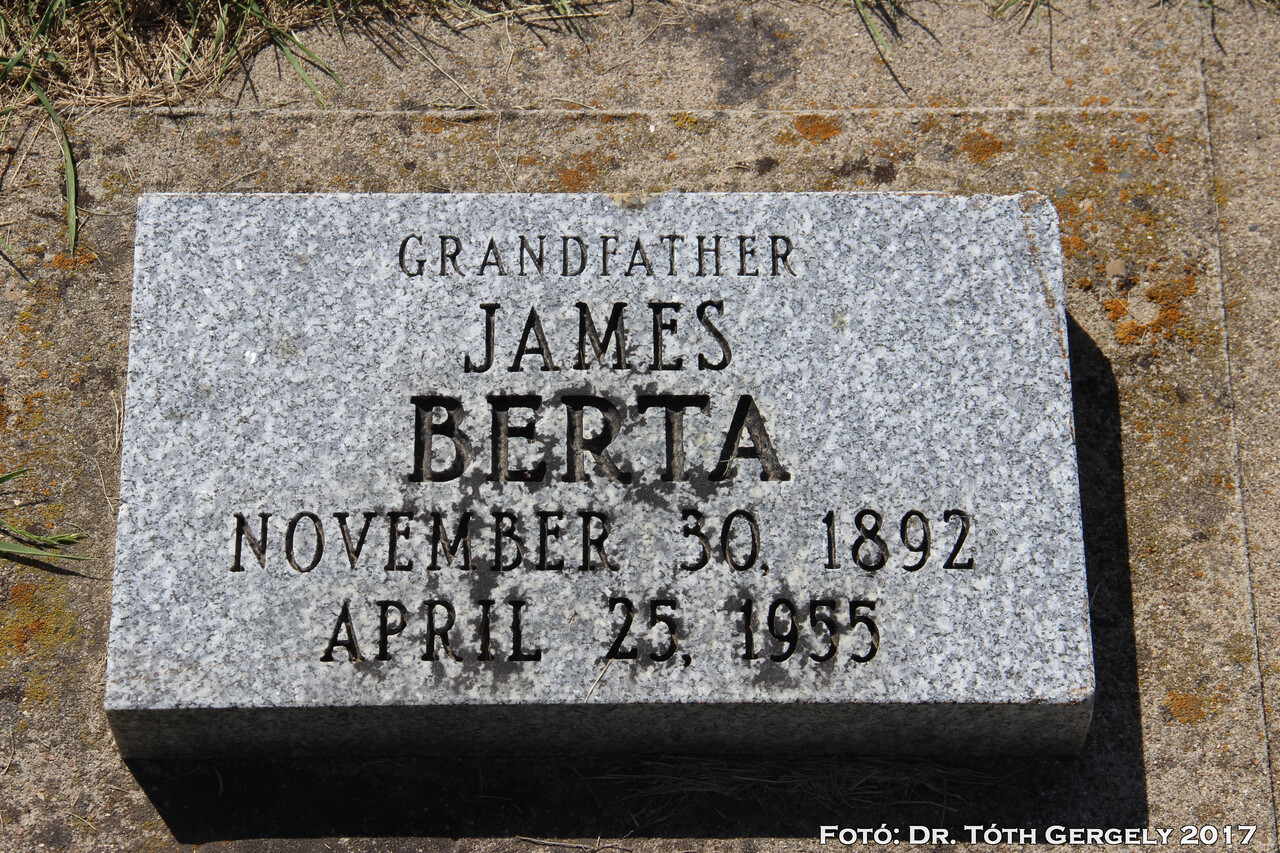 GRANDFATHER
JAMES
BERTA
NOVEMBER 30, 1892
APRIL 25, 1955
FOTÓ: DR. TÓTH GERGELY 2017